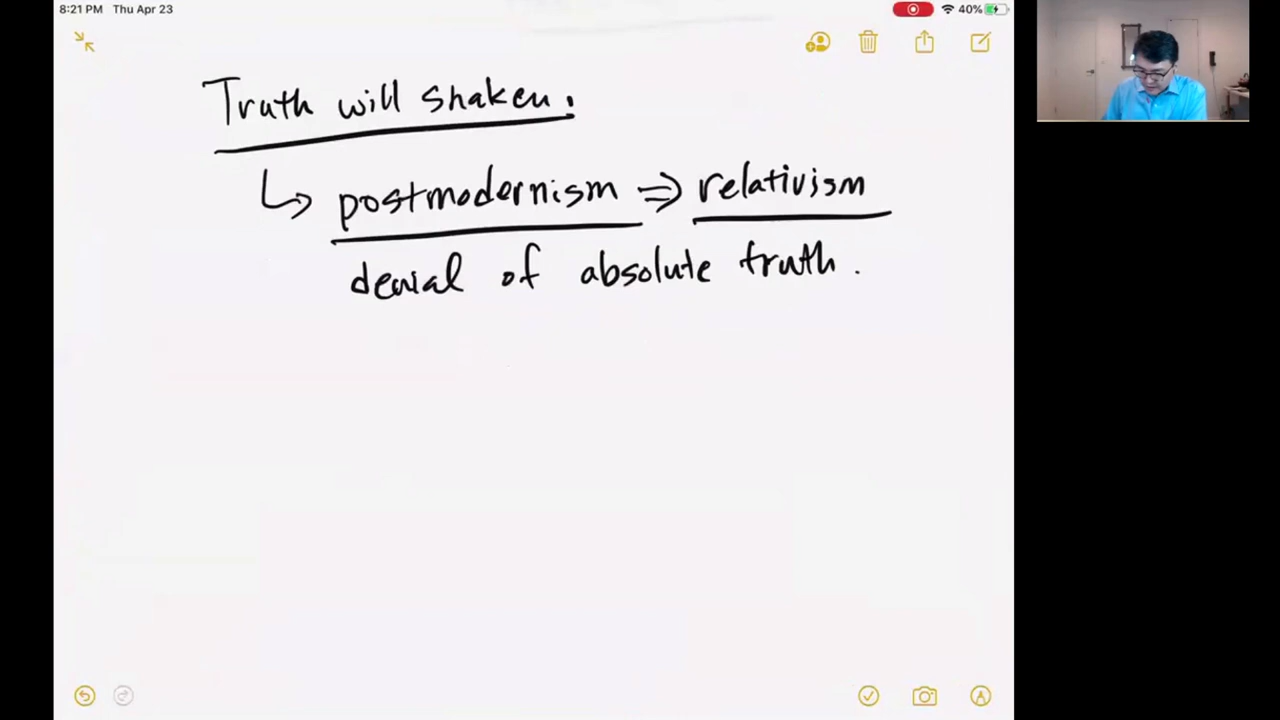 8:21 PM Thu Apr 23 40%
Truth will shaken.
↳ postmodernism ⇒ relativism
denial of absolute truth.